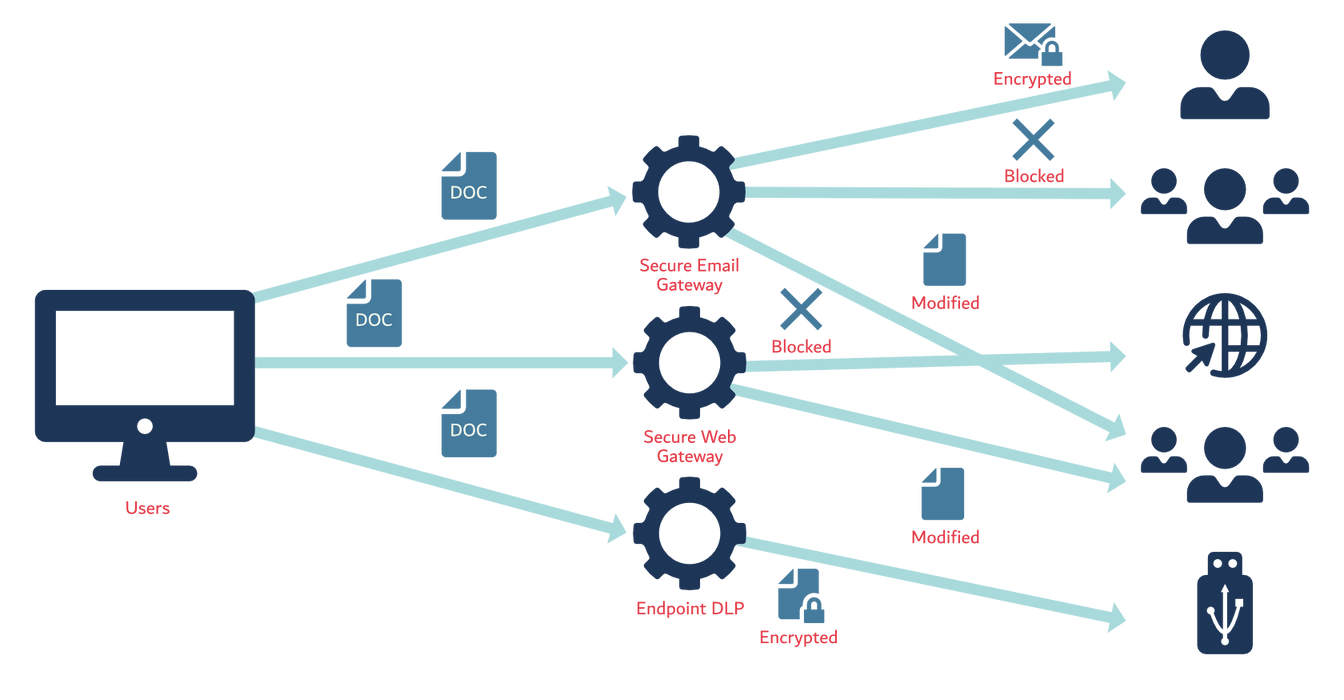 Encrypted
Blocked
DOC
Secure Email
Gateway
Modified
DOC
Blocked
DOC
Secure Web
Gateway
Users
Modified
Endpoint DLP
Encrypted